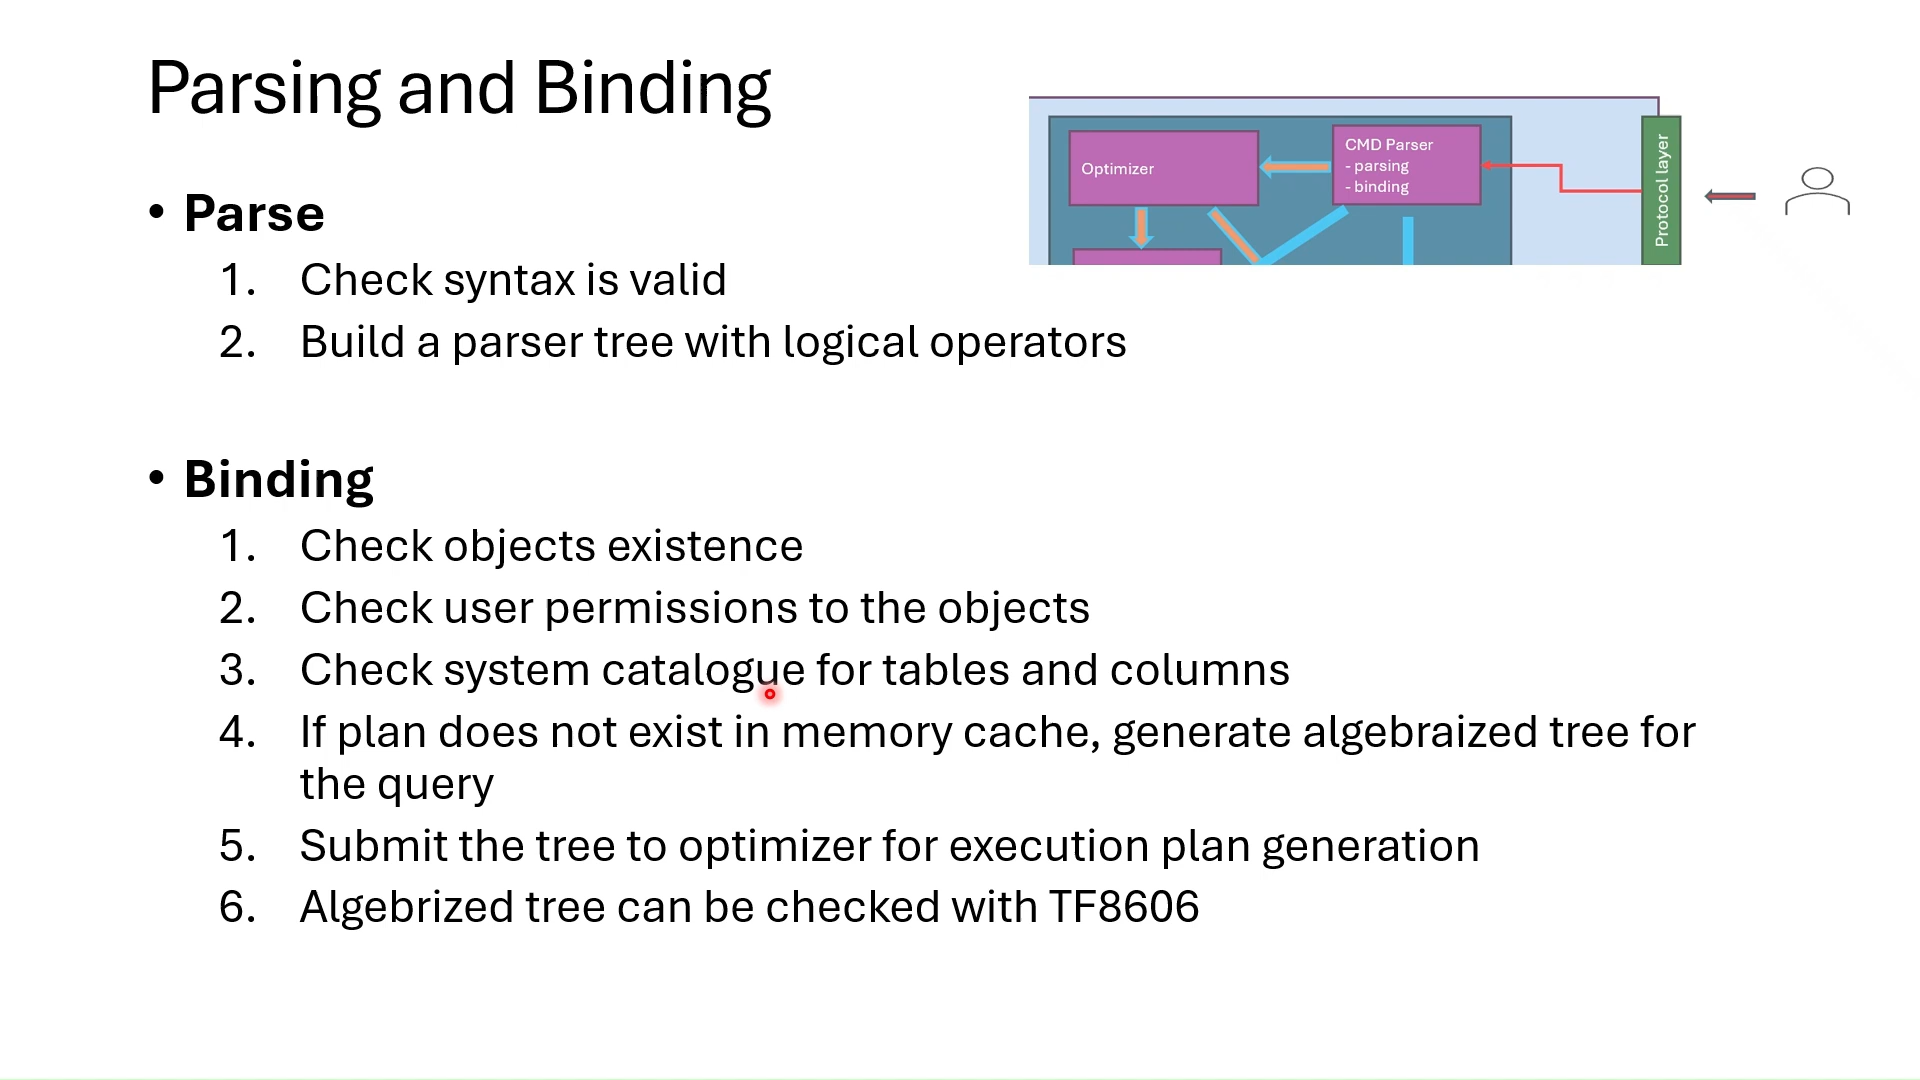 Parsing and Binding
• Parse
1. Check syntax is valid
2. Build a parser tree with logical operators
• Binding
1. Check objects existence
2. Check user permissions to the objects
3. Check system catalogue for tables and columns
4. If plan does not exist in memory cache, generate algebraized tree for
the query
5. Submit the tree to optimizer for execution plan generation
6. Algebrized tree can be checked with TF8606
Optimizer
CMD Parser
- parsing
- binding
Protocol layer